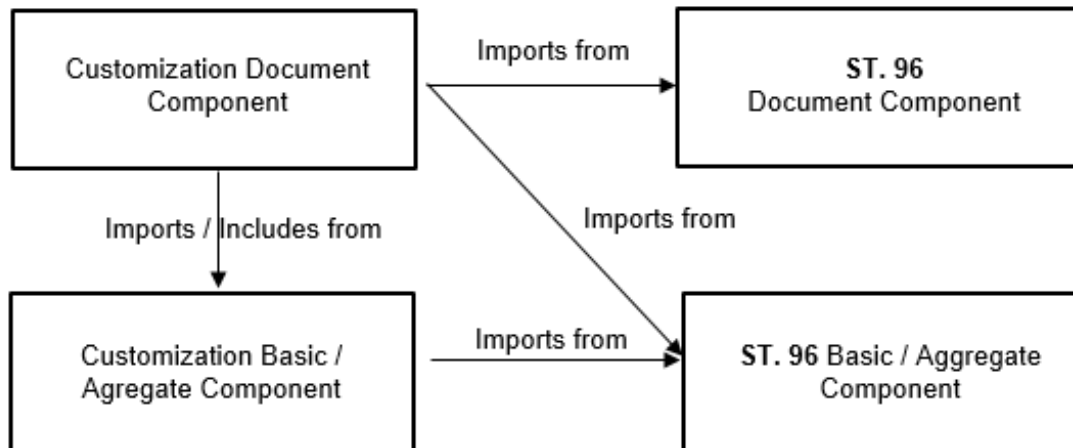 Customization Document
Component
Imports from
ST. 96
Document Component
Imports / Includes from
Imports from
Customization Basic /
Agregate Component
Imports from
ST. 96 Basic / Aggregate
Component